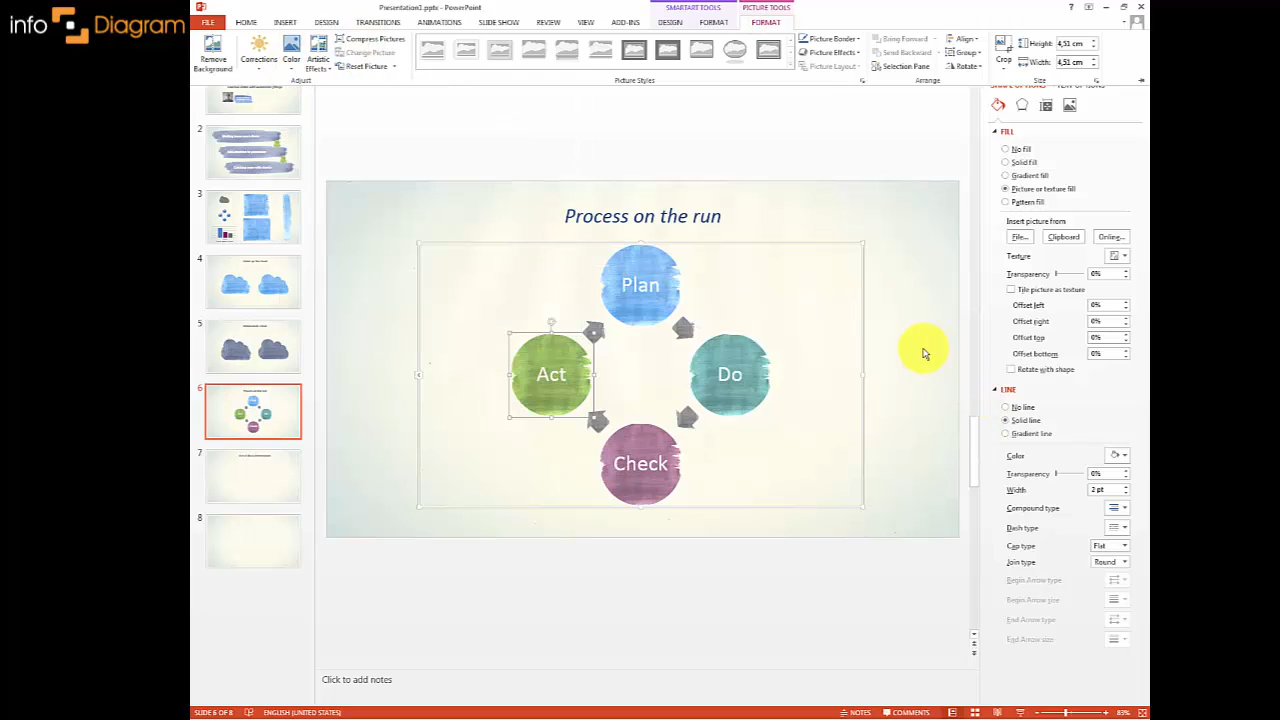 info Diagram
Presentation1.pptx - PowerPoint
SMARTART TOOLS
PICTURE TOOLS
FILE HOME INSERT DESIGN TRANSITIONS ANIMATIONS SLIDE SHOW REVIEW VIEW ADD-INS DESIGN FORMAT FORMAT
Remove Background
Corrections
Color
Artistic Effects
Compress Pictures
Change Picture
Reset Picture
Adjust
Picture Styles
Picture Border
Picture Effects
Picture Layout
Bring Forward
Send Backward
Selection Pane
Align
Group
Rotate
Arrange
Crop
Height: 4,51 cm
Width: 4,51 cm
Size
2
3
4
5
6
7
8
Process on the run
Plan
Act
Do
Check
Click to add notes
FILL
No fill
Solid fill
Gradient fill
Picture or texture fill
Pattern fill
Insert picture from
File... Clipboard Online...
Texture
Transparency 0%
Tile picture as texture
Offset left 0%
Offset right 0%
Offset top 0%
Offset bottom 0%
Rotate with shape
LINE
No line
Solid line
Gradient line
Color
Transparency 0%
Width 2 pt
Compound type
Dash type
Cap type Flat
Join type Round
Begin Arrow type
Begin Arrow size
End Arrow type
End Arrow size
SLIDE 6 OF 8 ENGLISH (UNITED STATES) NOTES COMMENTS 83%